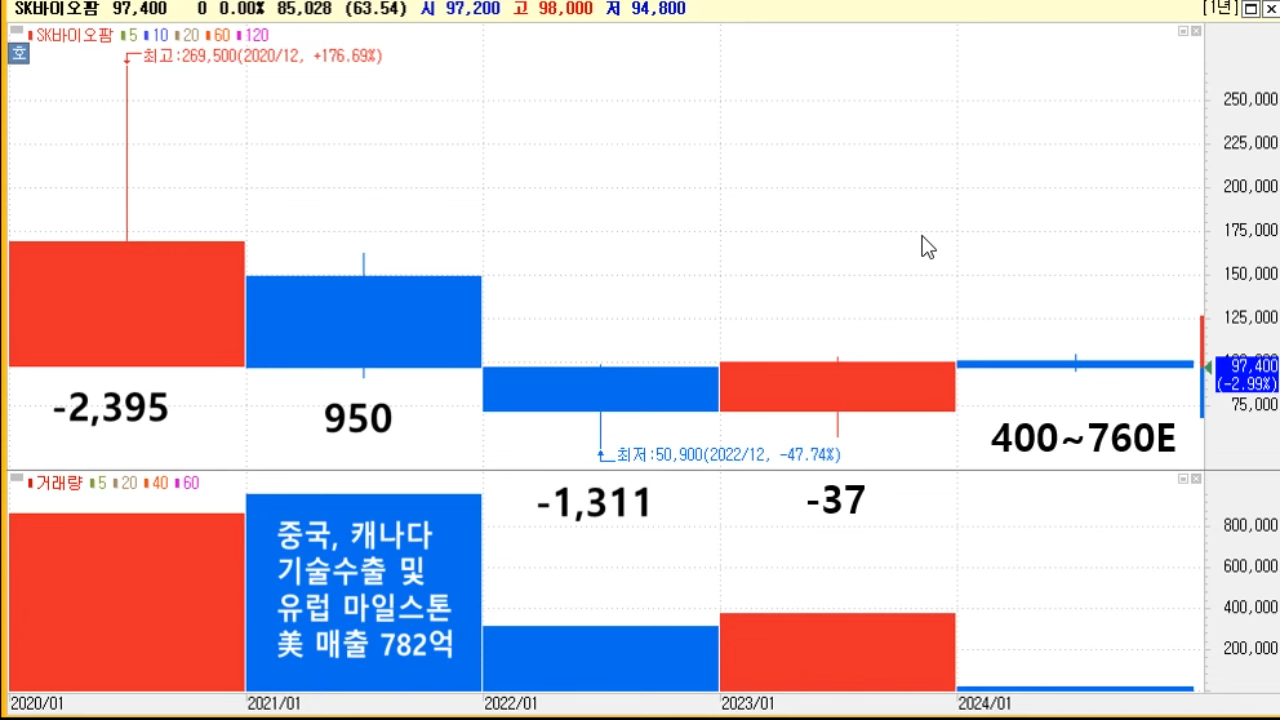 SK바이오팜 97,400 0 0.00% 85,028 (63.54) 시 97,200 고 98,000 저 94,800 [1년]
SK바이오팜 5 10 20 60 120
호
최고:269,500(2020/12, +176.69%)
250,000
225,000
200,000
175,000
150,000
125,000
97,400
(-2.99%)
75,000
-2,395
950
400~760E
최저:50,900(2022/12, -47.74%)
거래량 5 20 40 60
-1,311
-37
중국, 캐나다
기술수출 및
유럽 마일스톤
美 매출 782억
800,000
600,000
400,000
200,000
2020/01 2021/01 2022/01 2023/01 2024/01